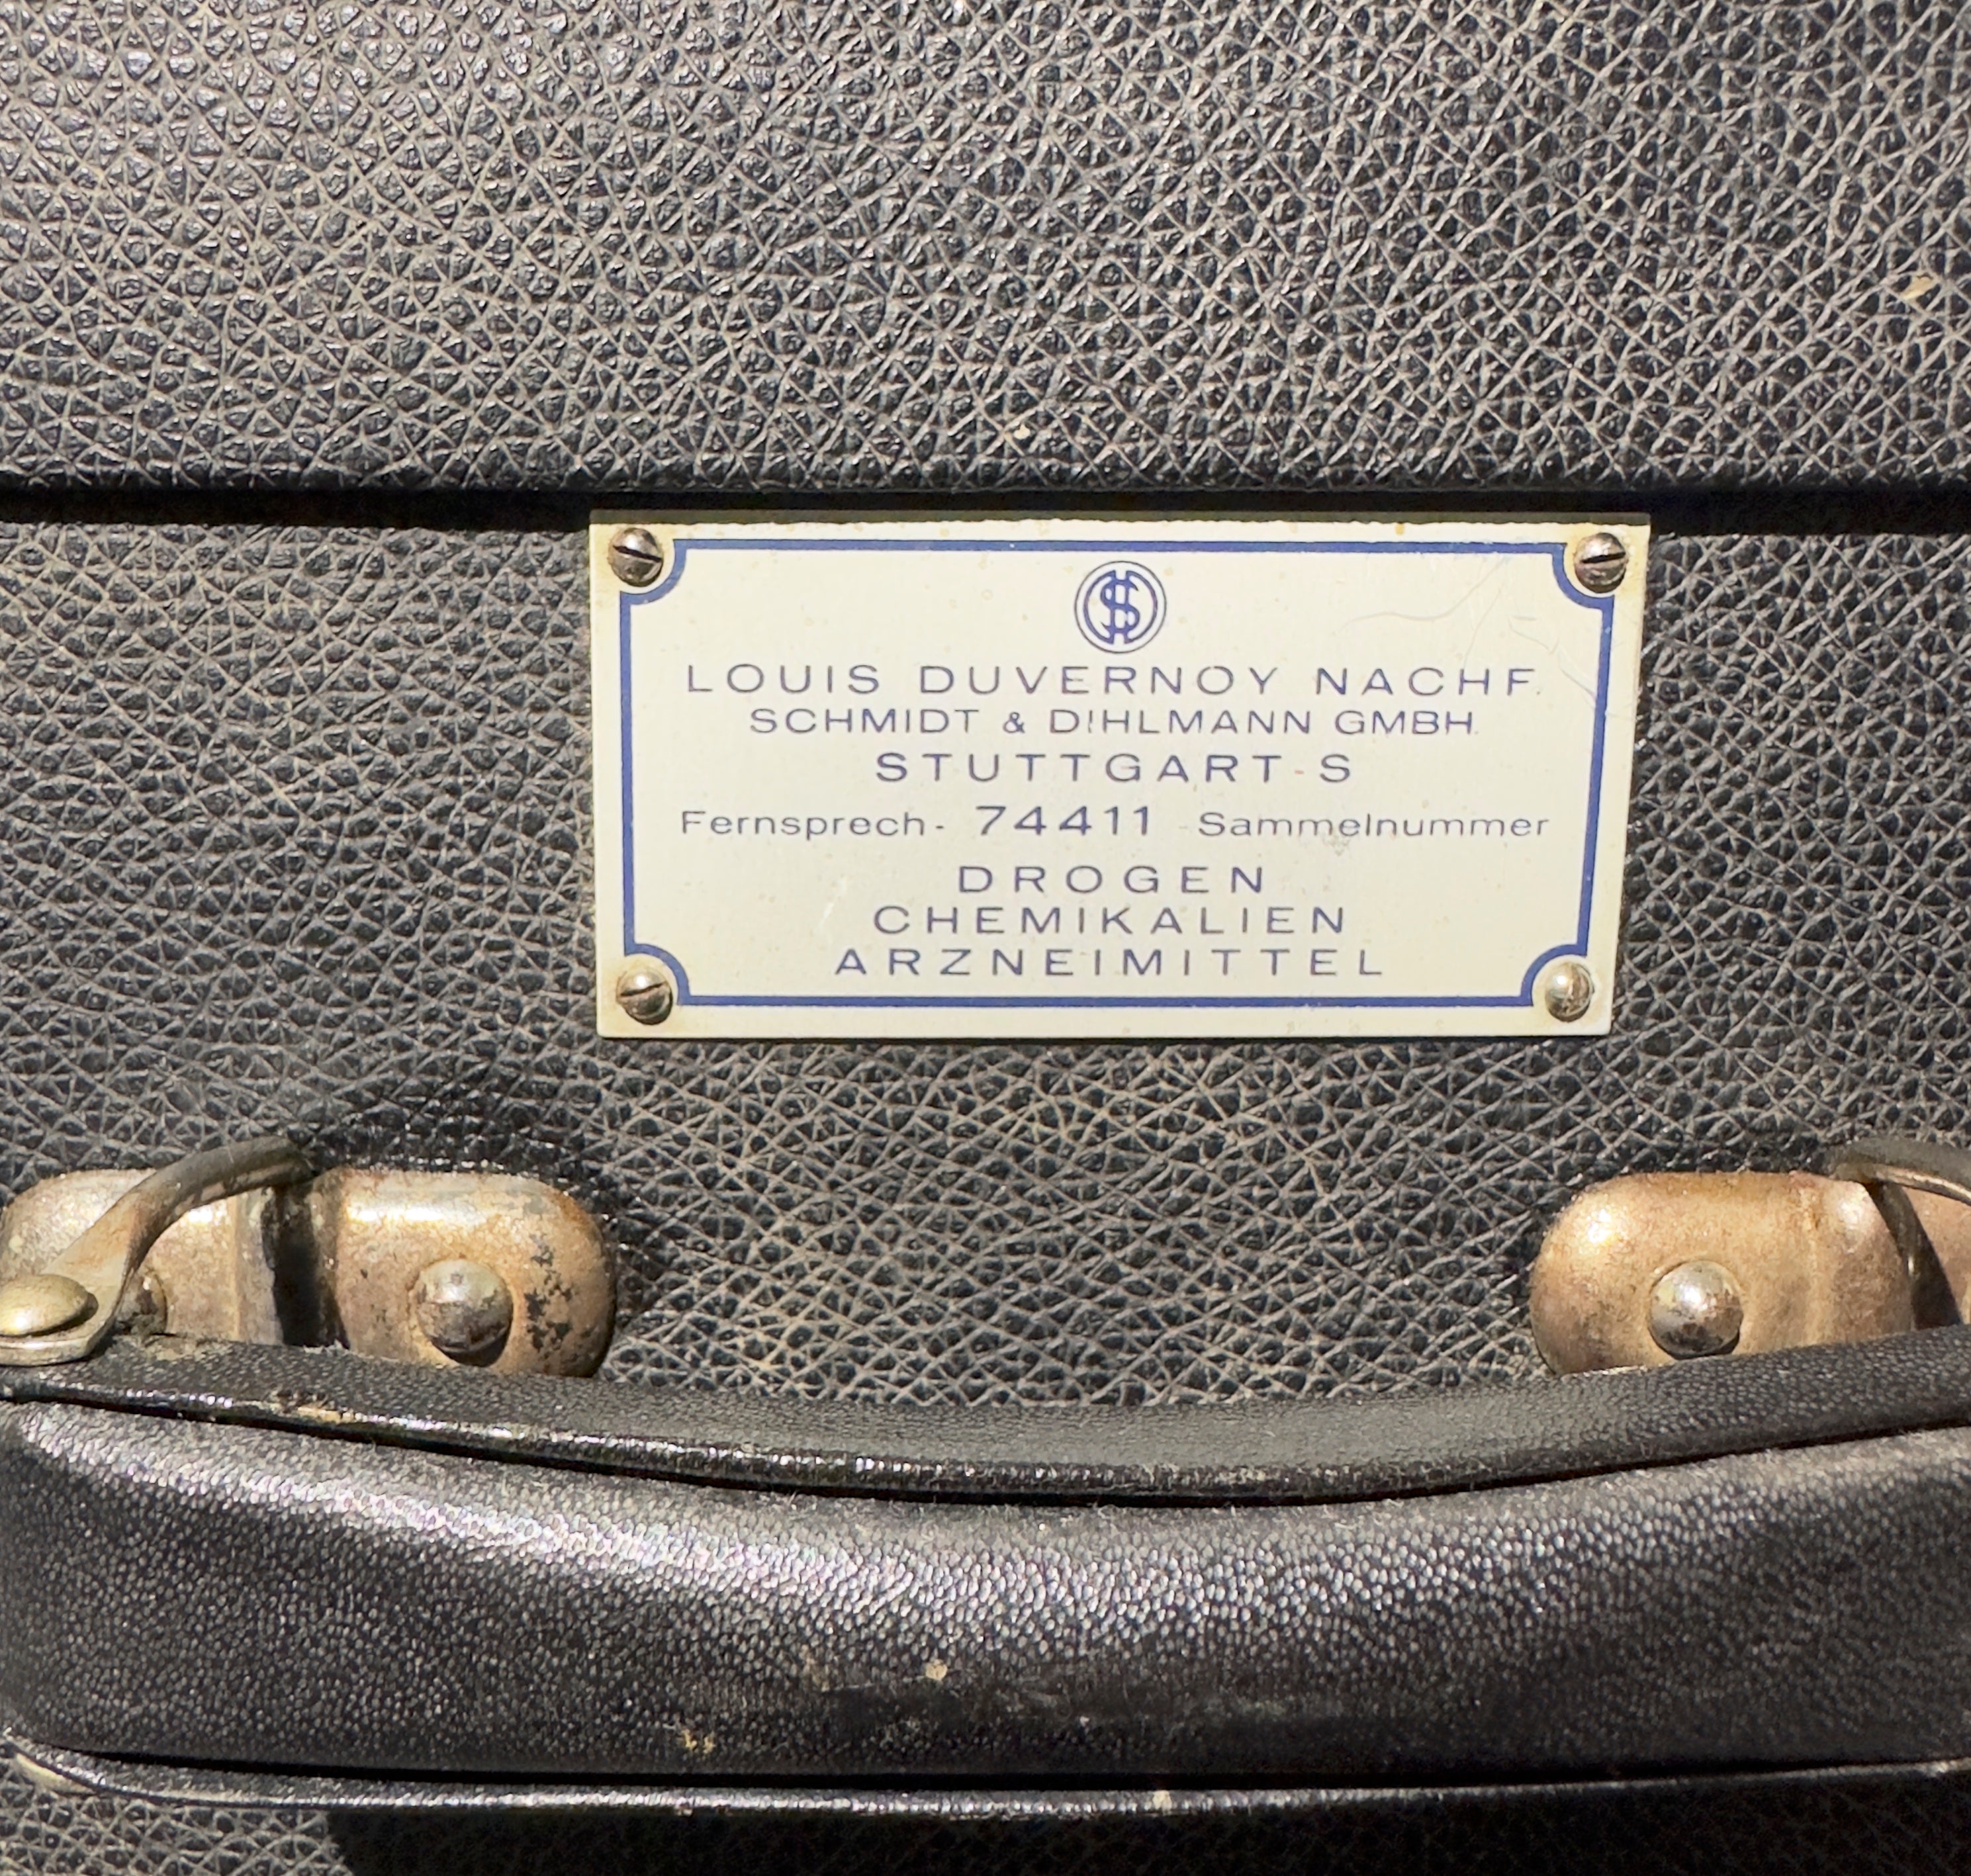 LOUIS DUVERNOY NACHF.
SCHMIDT & DIHLMANN GMBH.
STUTTGART-S
Fernsprech- 74411 -Sammelnummer
DROGEN
CHEMIKALIEN
ARZNEIMITTEL